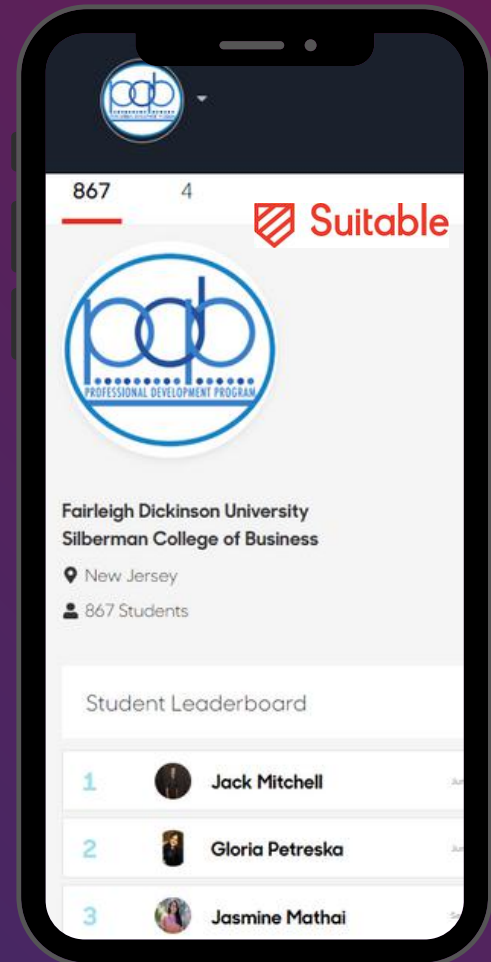 pdp
867 4
Suitable
pdp
PROFESSIONAL DEVELOPMENT PROGRAM
Fairleigh Dickinson University
Silberman College of Business
New Jersey
867 Students
Student Leaderboard
1 Jack Mitchell
2 Gloria Petreska
3 Jasmine Mathai